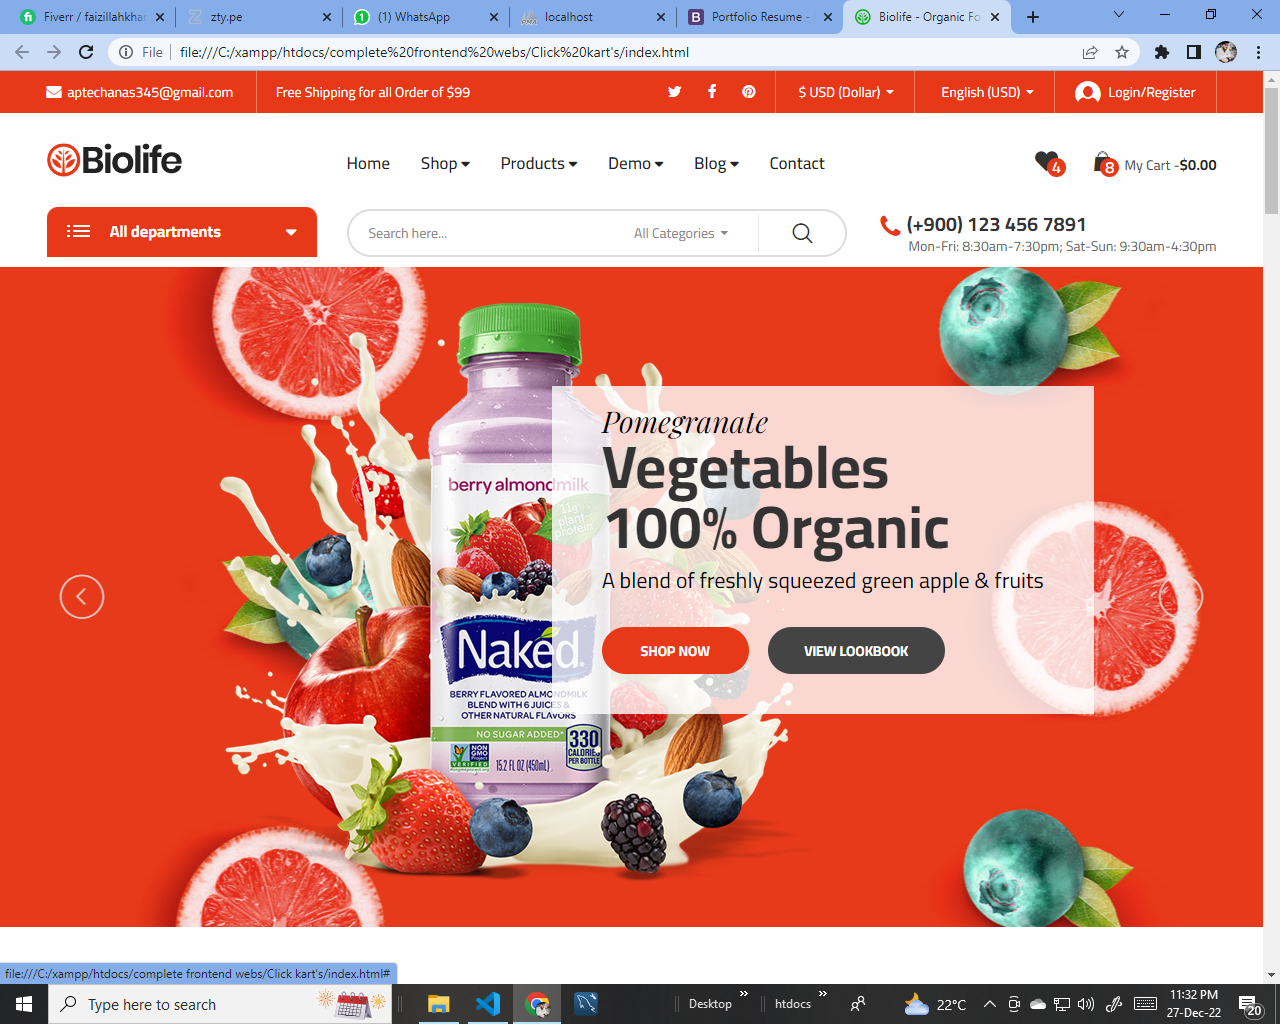 Fiverr / faizillahkhan
zty.pe
(1) WhatsApp
localhost
Portfolio Resume -
Biolife - Organic Fo
File
file:///C:/xampp/htdocs/complete%20frontend%20webs/Click%20kart's/index.html
aptechanas345@gmail.com
Free Shipping for all Order of $99
$ USD (Dollar)
English (USD)
Login/Register
Biolife
Home
Shop
Products
Demo
Blog
Contact
4
8
My Cart -$0.00
All departments
Search here...
All Categories
(+900) 123 456 7891
Mon-Fri: 8:30am-7:30pm; Sat-Sun: 9:30am-4:30pm
Pomegranate
Vegetables
100% Organic
A blend of freshly squeezed green apple & fruits
SHOP NOW
VIEW LOOKBOOK
berry almondmilk
11g
plant
protein
Naked.
BERRY FLAVORED ALMONDMILK
BLEND WITH 6 JUICES &
OTHER NATURAL FLAVORS
NO SUGAR ADDED*
NON
GMO
Project
VERIFIED
15.2 FL OZ (450mL)
330
CALORIES
PER BOTTLE
file:///C:/xampp/htdocs/complete frontend webs/Click kart's/index.html#
Type here to search
Desktop
htdocs
22°C
11:32 PM
27-Dec-22
20